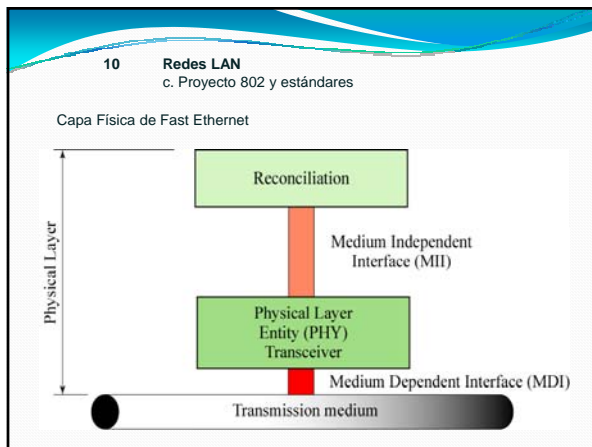 10 Redes LAN
c. Proyecto 802 y estándares
Capa Física de Fast Ethernet
Reconciliation
Physical Layer
Medium Independent
Interface (MII)
Physical Layer
Entity (PHY)
Transceiver
Medium Dependent Interface (MDI)
Transmission medium